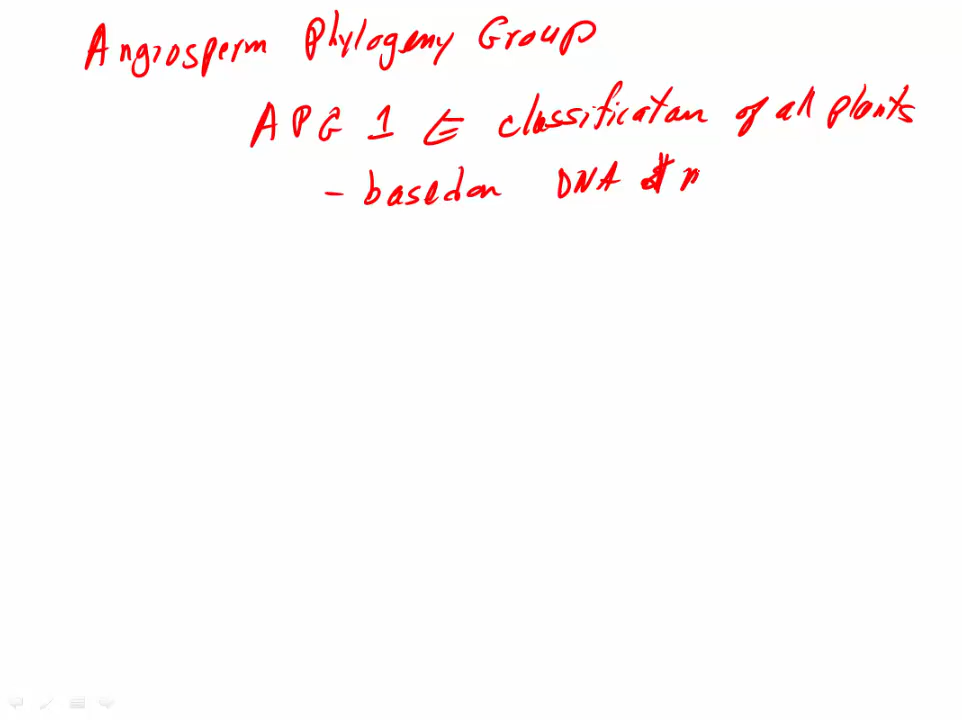 Angiosperm Phylogeny Group
APG 1 ← classification of all plants
- based on DNA & m